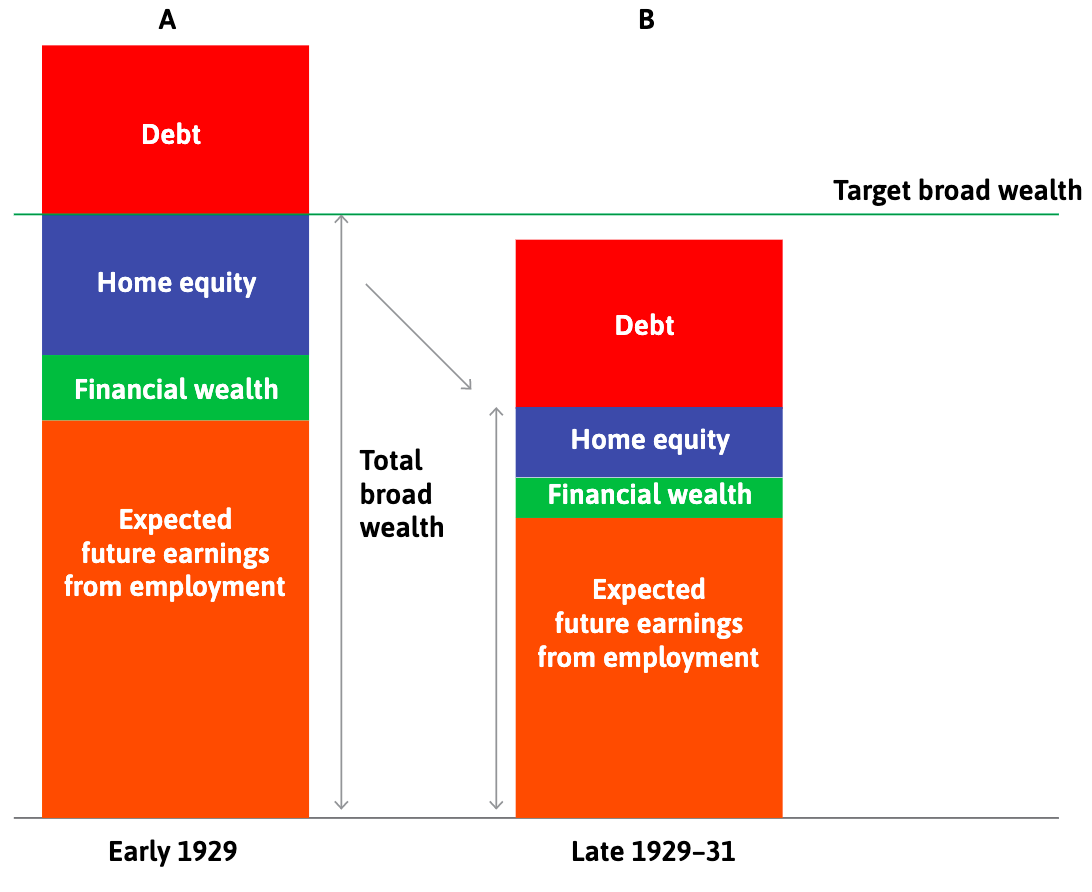 A
B
Debt
Target broad wealth
Home equity
Debt
Financial wealth
Home equity
Total
broad
wealth
Financial wealth
Expected
future earnings
from employment
Expected
future earnings
from employment
Early 1929
Late 1929–31